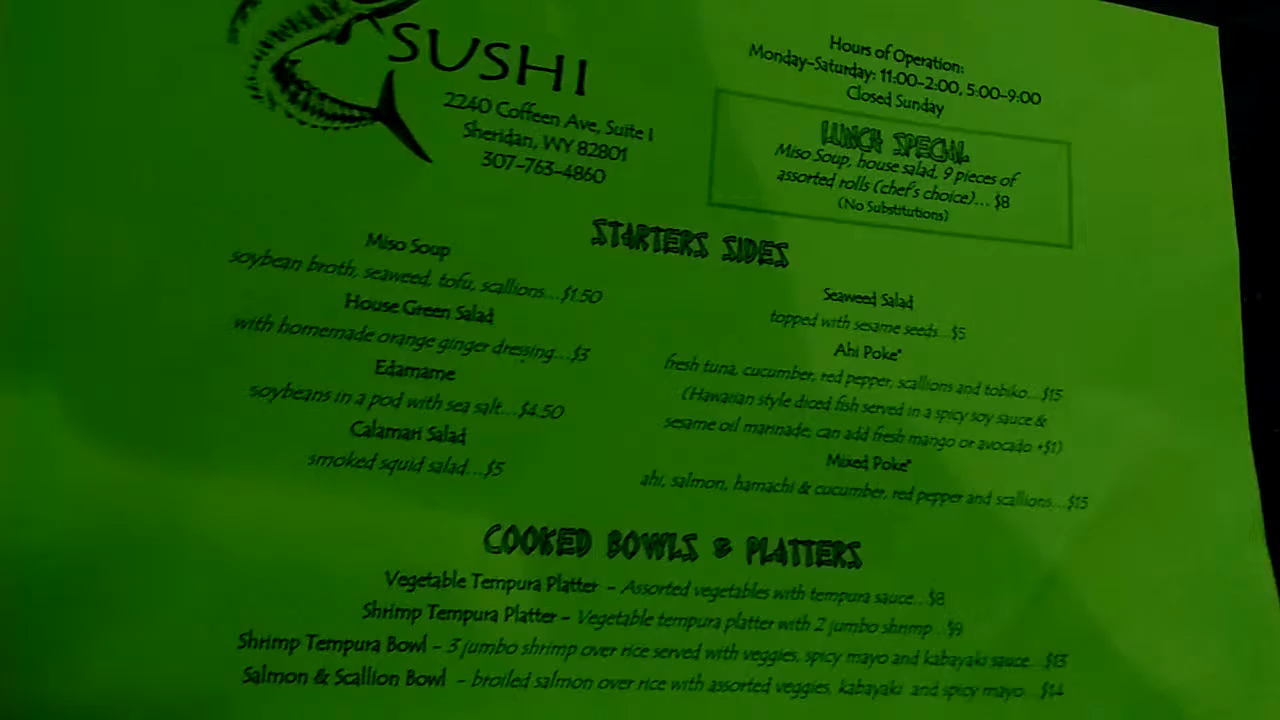 SUSHI
2240 Coffeen Ave, Suite I
Sheridan, WY 82801
307-763-4860
Hours of Operation:
Monday-Saturday: 11:00-2:00, 5:00-9:00
Closed Sunday
LUNCH SPECIAL
Miso Soup, house salad, 9 pieces of
assorted rolls (chef's choice)... $8
(No Substitutions)
STARTERS SIDES
Miso Soup
soybean broth, seaweed, tofu, scallions...$1.50
House Green Salad
with homemade orange ginger dressing...$3
Edamame
soybeans in a pod with sea salt...$4.50
Calamari Salad
smoked squid salad...$5
Seaweed Salad
topped with sesame seeds...$5
Ahi Poke*
fresh tuna, cucumber, red pepper, scallions and tobiko...$15
(Hawaiian style diced fish served in a spicy soy sauce &
sesame oil marinade; can add fresh mango or avocado +$1)
Mixed Poke*
ahi, salmon, hamachi & cucumber, red pepper and scallions...$15
COOKED BOWLS & PLATTERS
Vegetable Tempura Platter - Assorted vegetables with tempura sauce...$8
Shrimp Tempura Platter - Vegetable tempura platter with 2 jumbo shrimp...$9
Shrimp Tempura Bowl - 3 jumbo shrimp over rice served with veggies, spicy mayo and kabayaki sauce...$13
Salmon & Scallion Bowl - broiled salmon over rice with assorted veggies, kabayaki and spicy mayo...$14